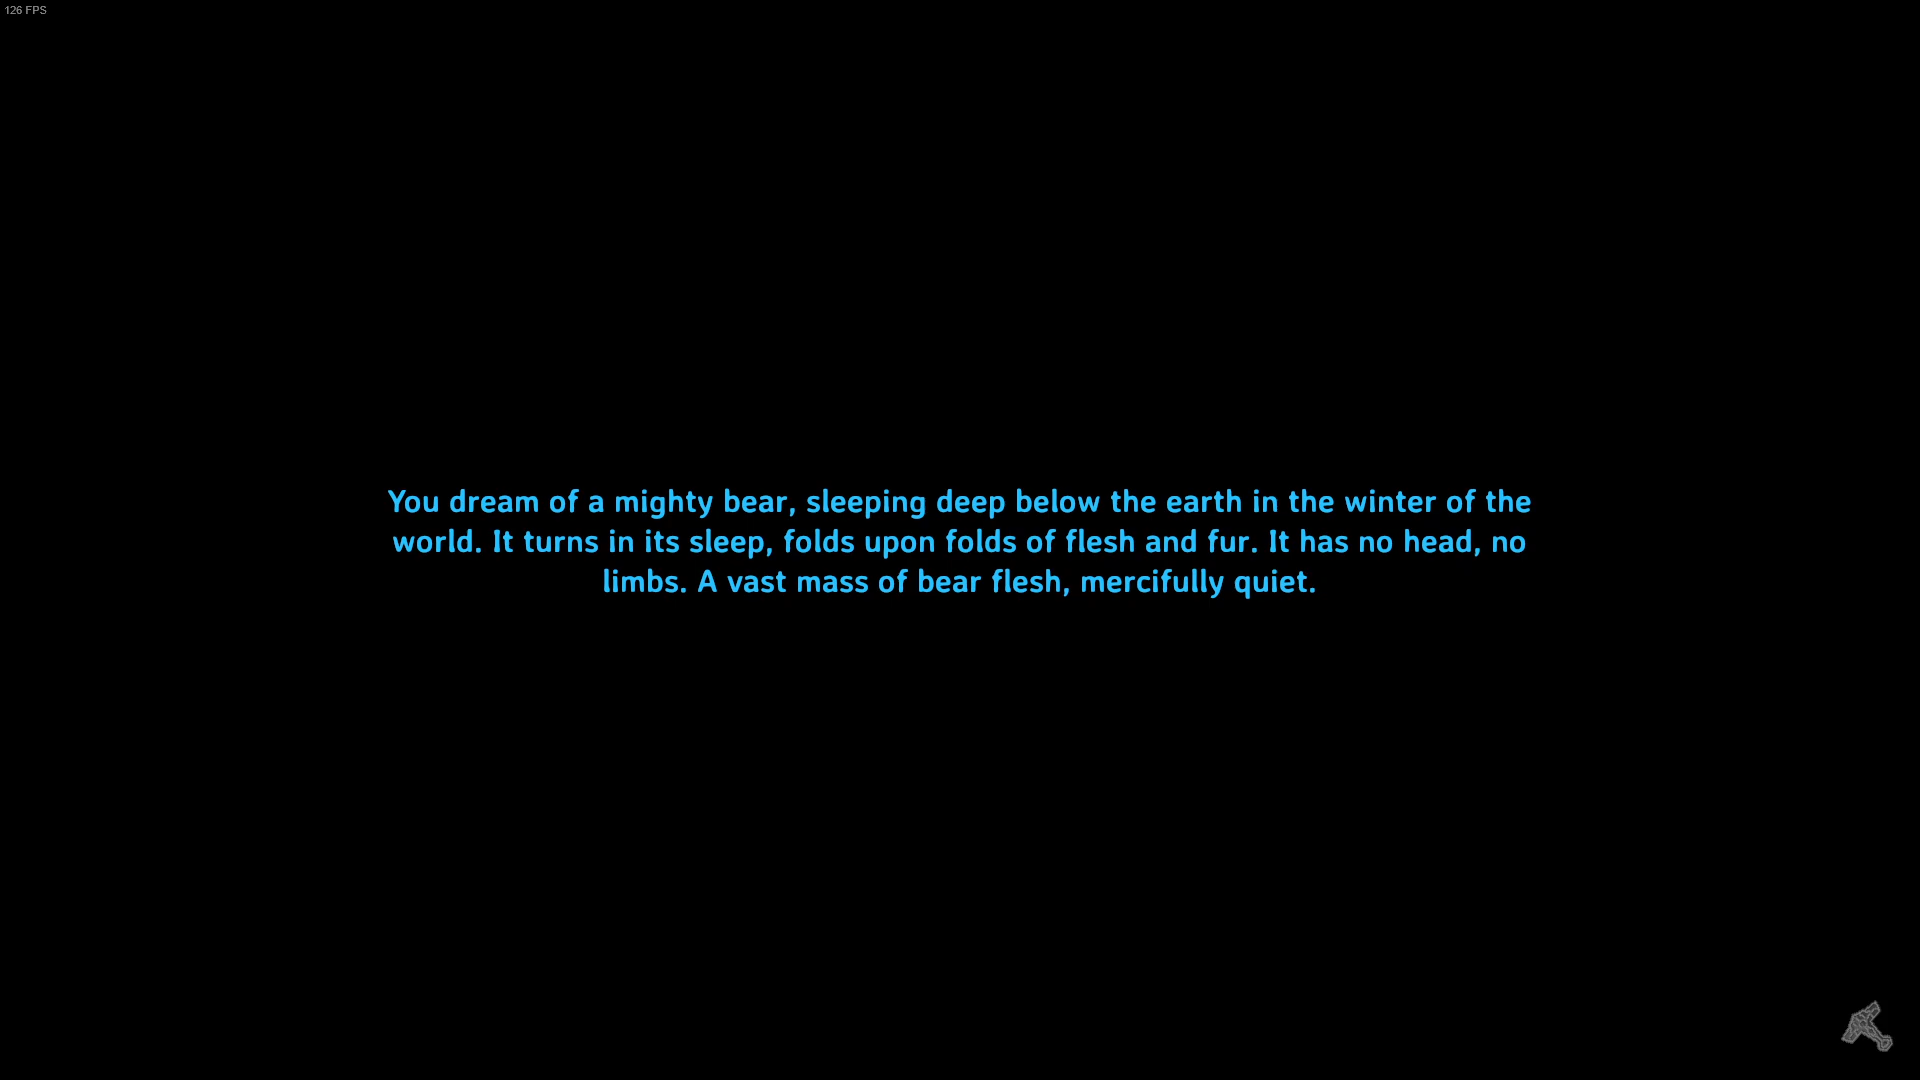 126 FPS
You dream of a mighty bear, sleeping deep below the earth in the winter of the
world. It turns in its sleep, folds upon folds of flesh and fur. It has no head, no
limbs. A vast mass of bear flesh, mercifully quiet.